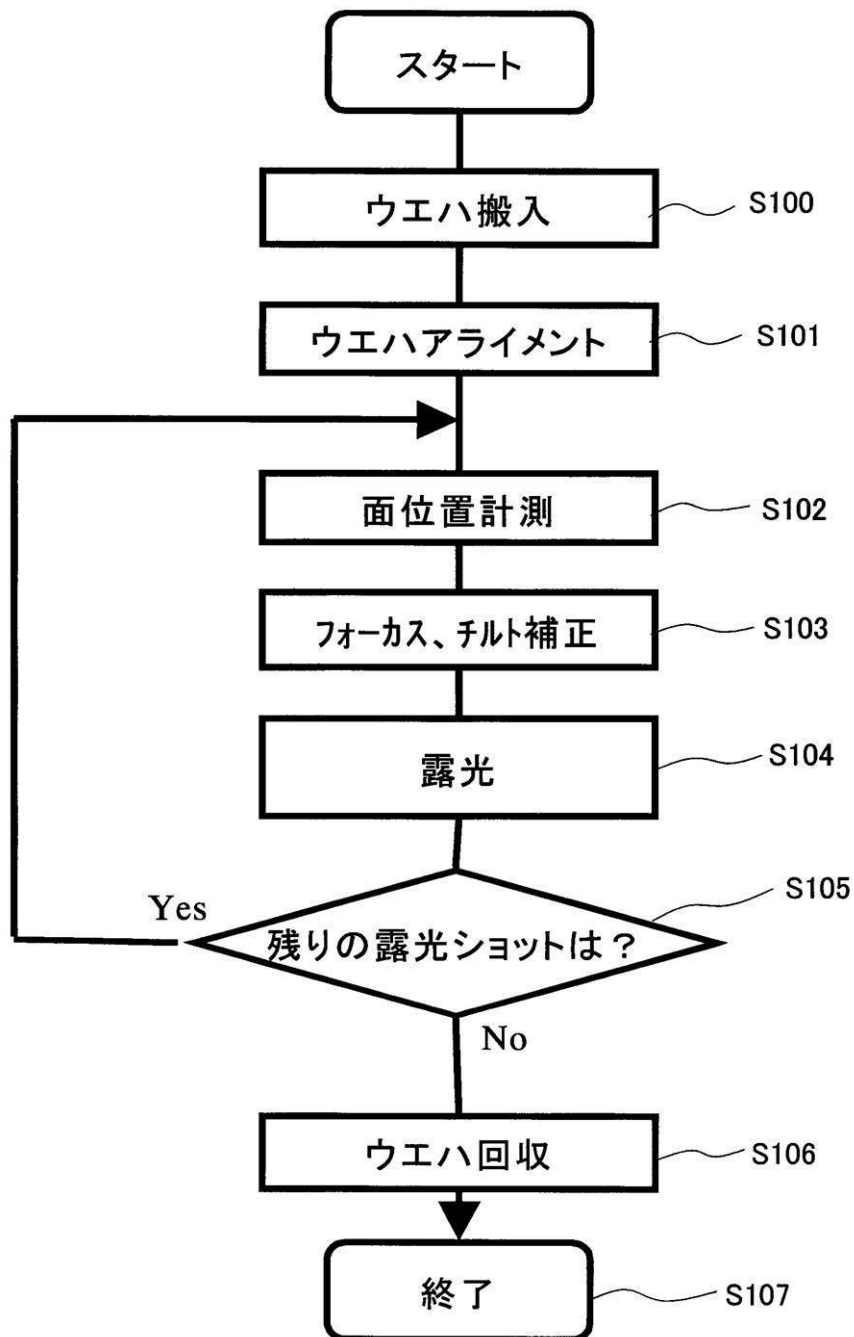 スタート
ウエハ搬入
S100
ウエハアライメント
S101
面位置計測
S102
フォーカス、チルト補正
S103
露光
S104
残りの露光ショットは？
S105
Yes
No
ウエハ回収
S106
終了
S107